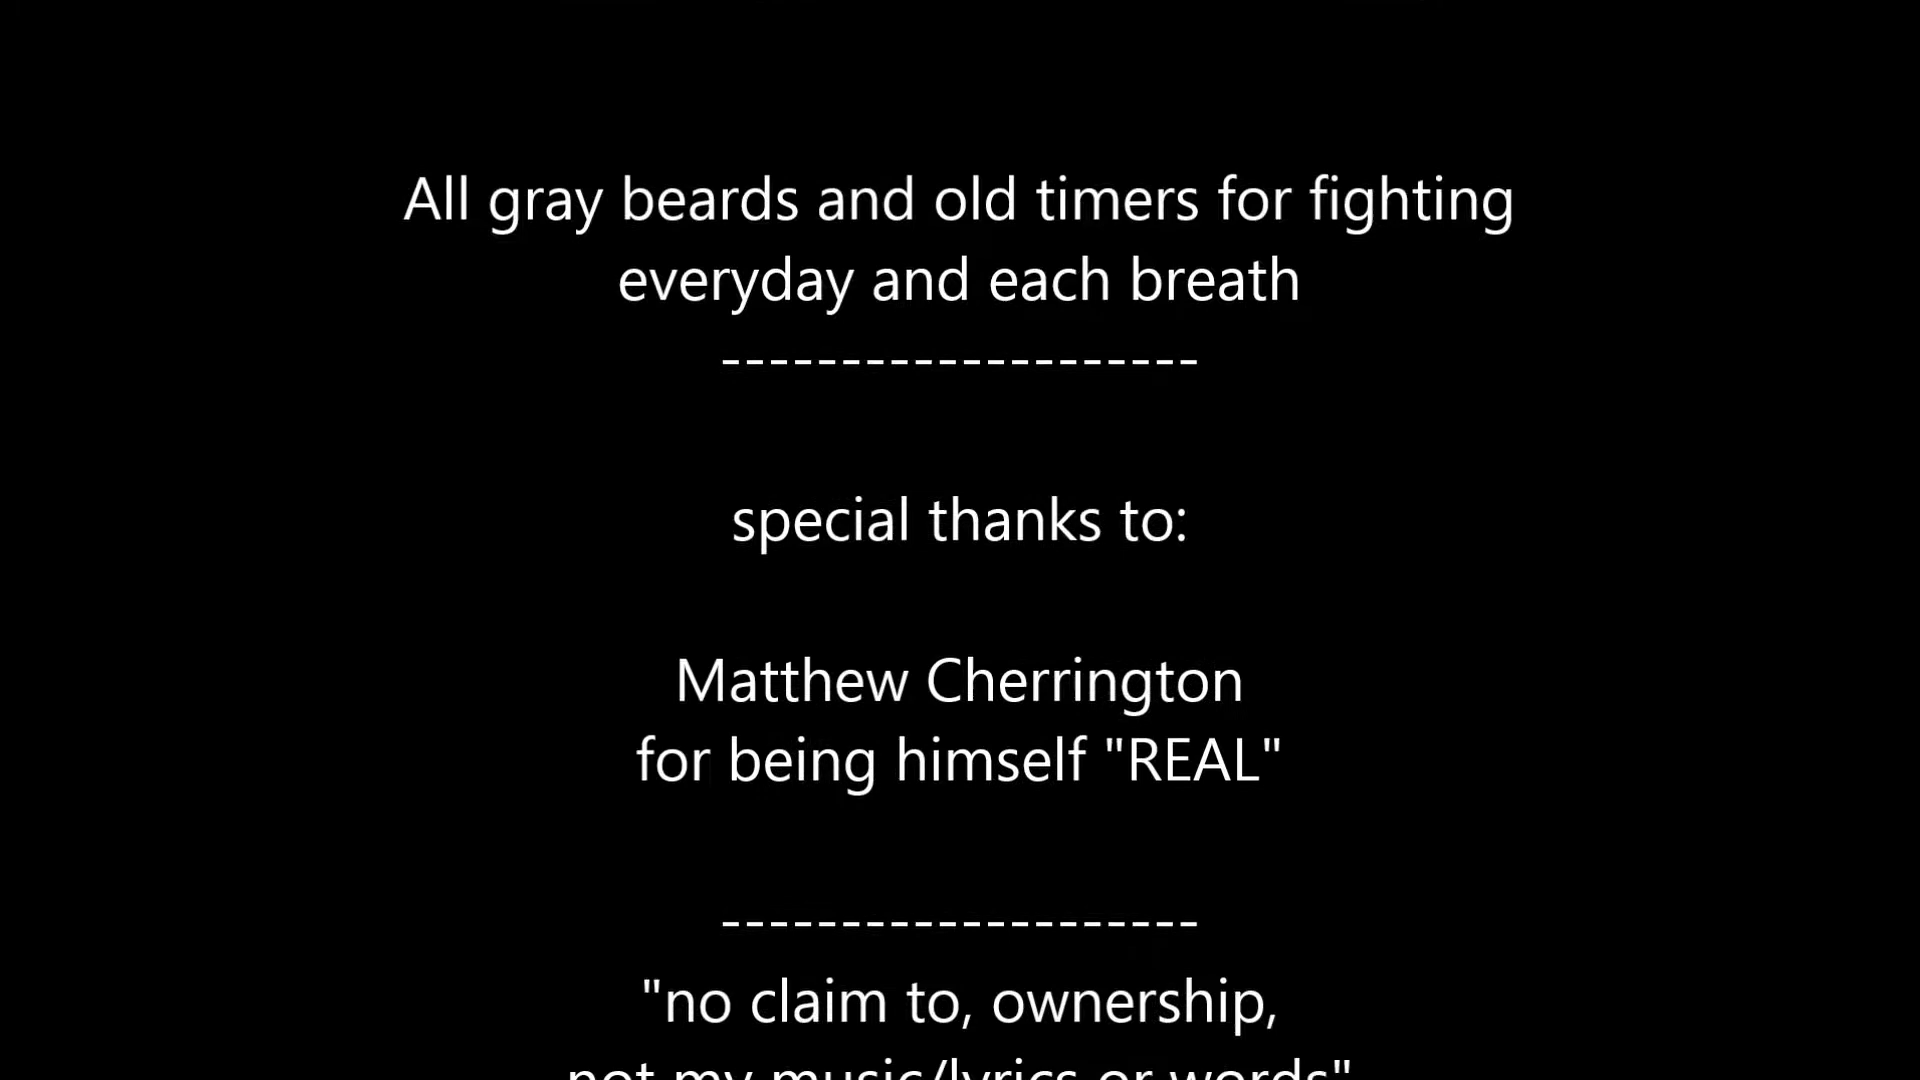 All gray beards and old timers for fighting
everyday and each breath
--------------------
special thanks to:
Matthew Cherrington
for being himself "REAL"
--------------------
"no claim to, ownership,
not my music/lyrics or words"